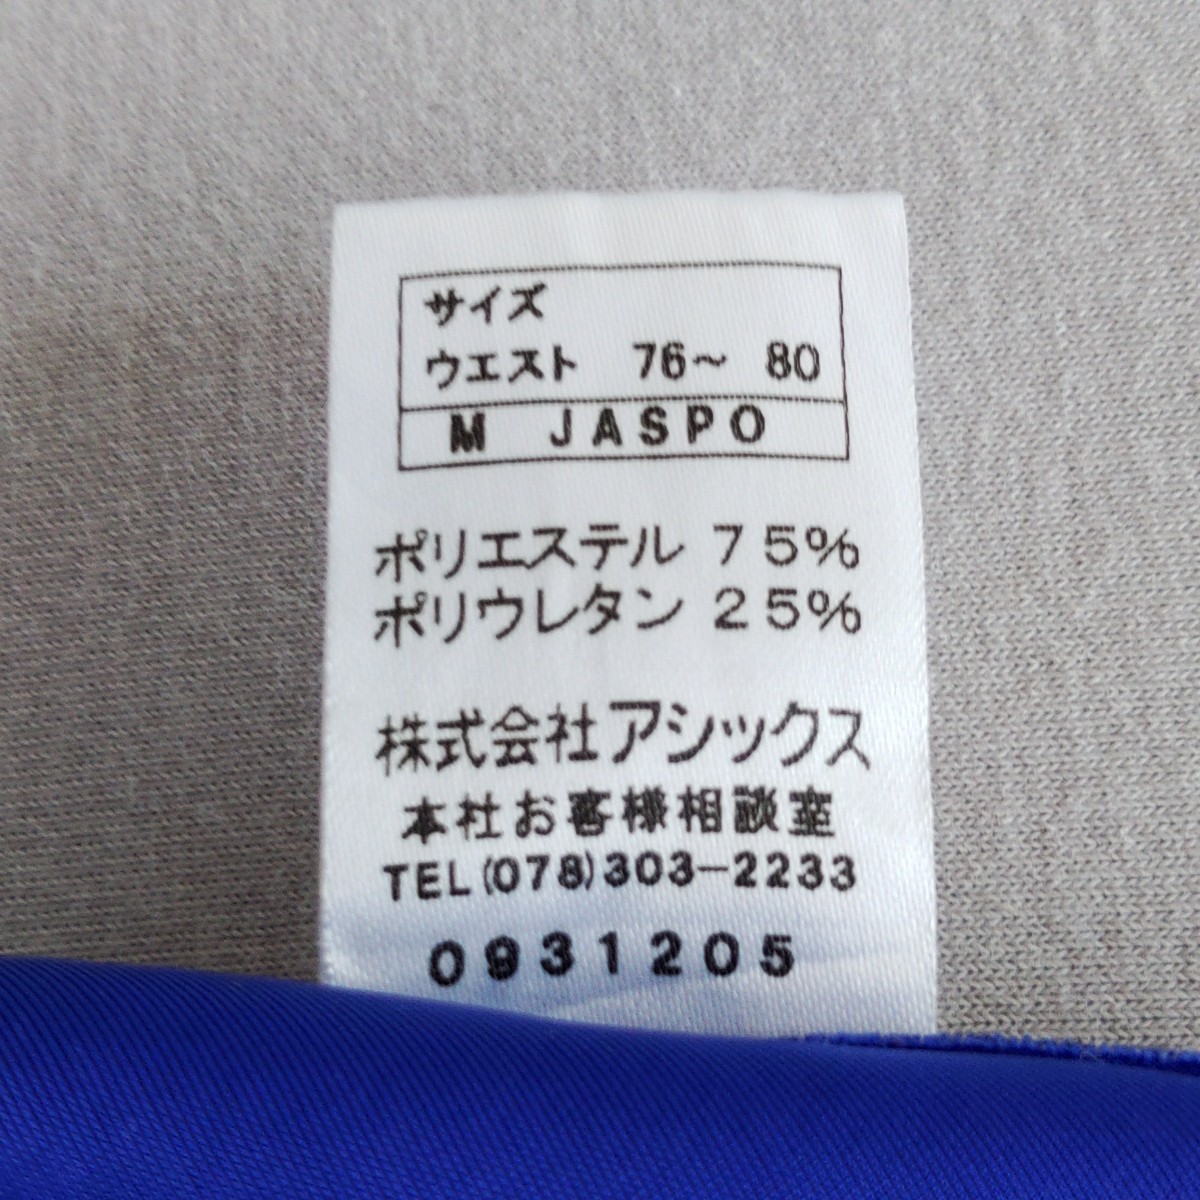 サイズ
ウエスト 76〜 80
M JASPO
ポリエステル 75%
ポリウレタン 25%
株式会社アシックス
本社お客様相談室
TEL(078)303-2233
0931205